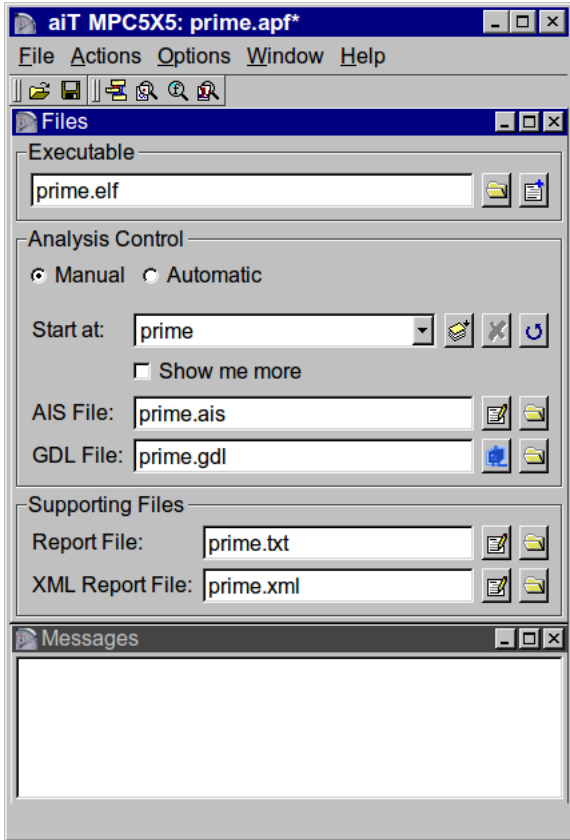 aiT MPC5X5: prime.apf*
File Actions Options Window Help
Files
Executable
prime.elf
Analysis Control
Manual Automatic
Start at: prime
Show me more
AIS File: prime.ais
GDL File: prime.gdl
Supporting Files
Report File: prime.txt
XML Report File: prime.xml
Messages